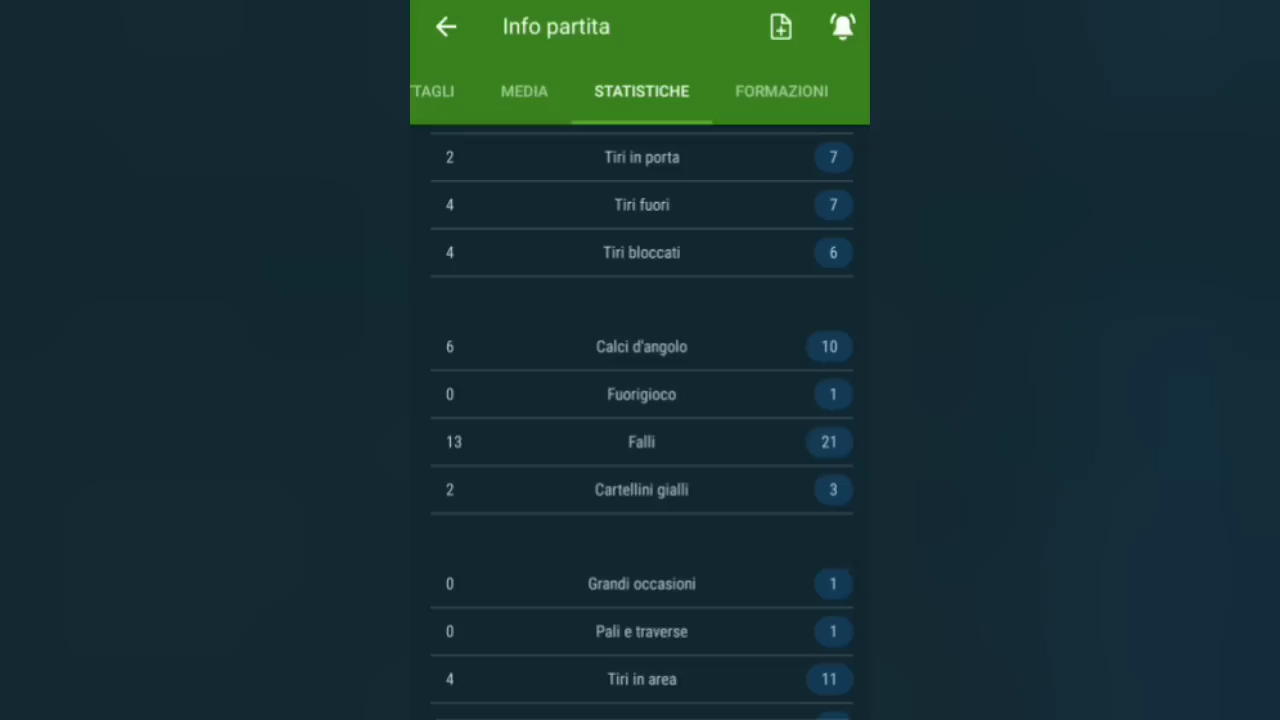 Info partita
TAGLI MEDIA STATISTICHE FORMAZIONI
2 Tiri in porta 7
4 Tiri fuori 7
4 Tiri bloccati 6
6 Calci d'angolo 10
0 Fuorigioco 1
13 Falli 21
2 Cartellini gialli 3
0 Grandi occasioni 1
0 Pali e traverse 1
4 Tiri in area 11